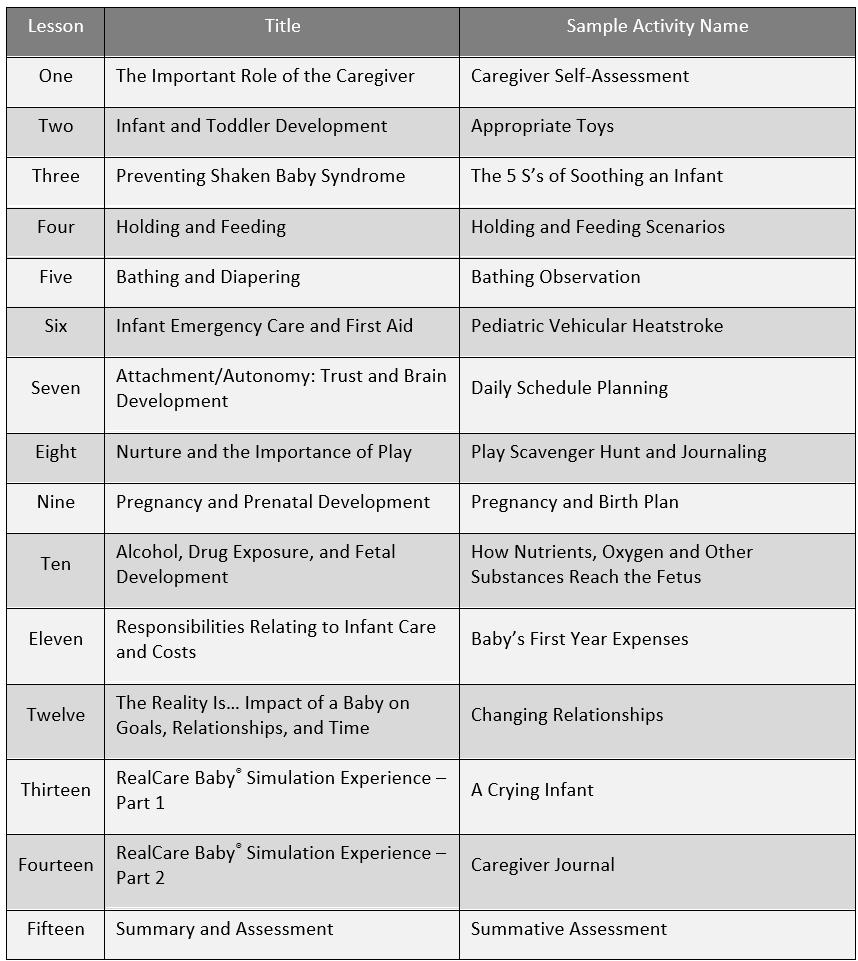 Lesson Title Sample Activity Name
One The Important Role of the Caregiver Caregiver Self-Assessment
Two Infant and Toddler Development Appropriate Toys
Three Preventing Shaken Baby Syndrome The 5 S’s of Soothing an Infant
Four Holding and Feeding Holding and Feeding Scenarios
Five Bathing and Diapering Bathing Observation
Six Infant Emergency Care and First Aid Pediatric Vehicular Heatstroke
Seven Attachment/Autonomy: Trust and Brain
Development Daily Schedule Planning
Eight Nurture and the Importance of Play Play Scavenger Hunt and Journaling
Nine Pregnancy and Prenatal Development Pregnancy and Birth Plan
Ten Alcohol, Drug Exposure, and Fetal
Development How Nutrients, Oxygen and Other
Substances Reach the Fetus
Eleven Responsibilities Relating to Infant Care
and Costs Baby’s First Year Expenses
Twelve The Reality Is… Impact of a Baby on
Goals, Relationships, and Time Changing Relationships
Thirteen RealCare Baby® Simulation Experience –
Part 1 A Crying Infant
Fourteen RealCare Baby® Simulation Experience –
Part 2 Caregiver Journal
Fifteen Summary and Assessment Summative Assessment